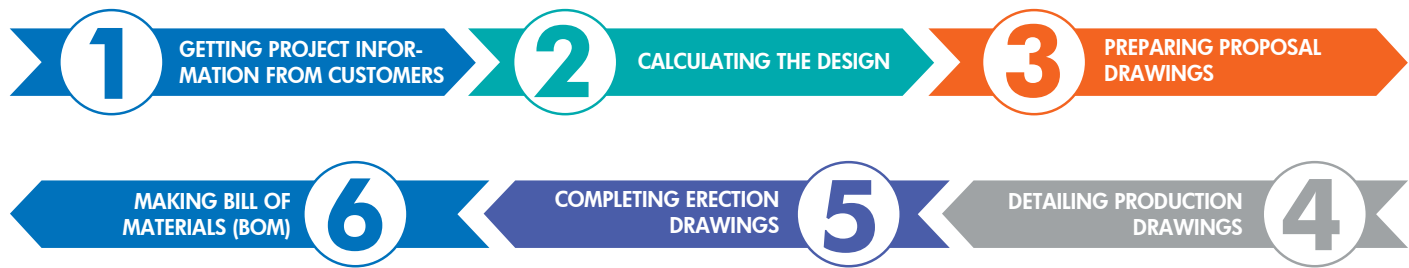 1
GETTING PROJECT INFOR-
MATION FROM CUSTOMERS
2
CALCULATING THE DESIGN
3
PREPARING PROPOSAL
DRAWINGS
4
DETAILING PRODUCTION
DRAWINGS
5
COMPLETING ERECTION
DRAWINGS
6
MAKING BILL OF
MATERIALS (BOM)